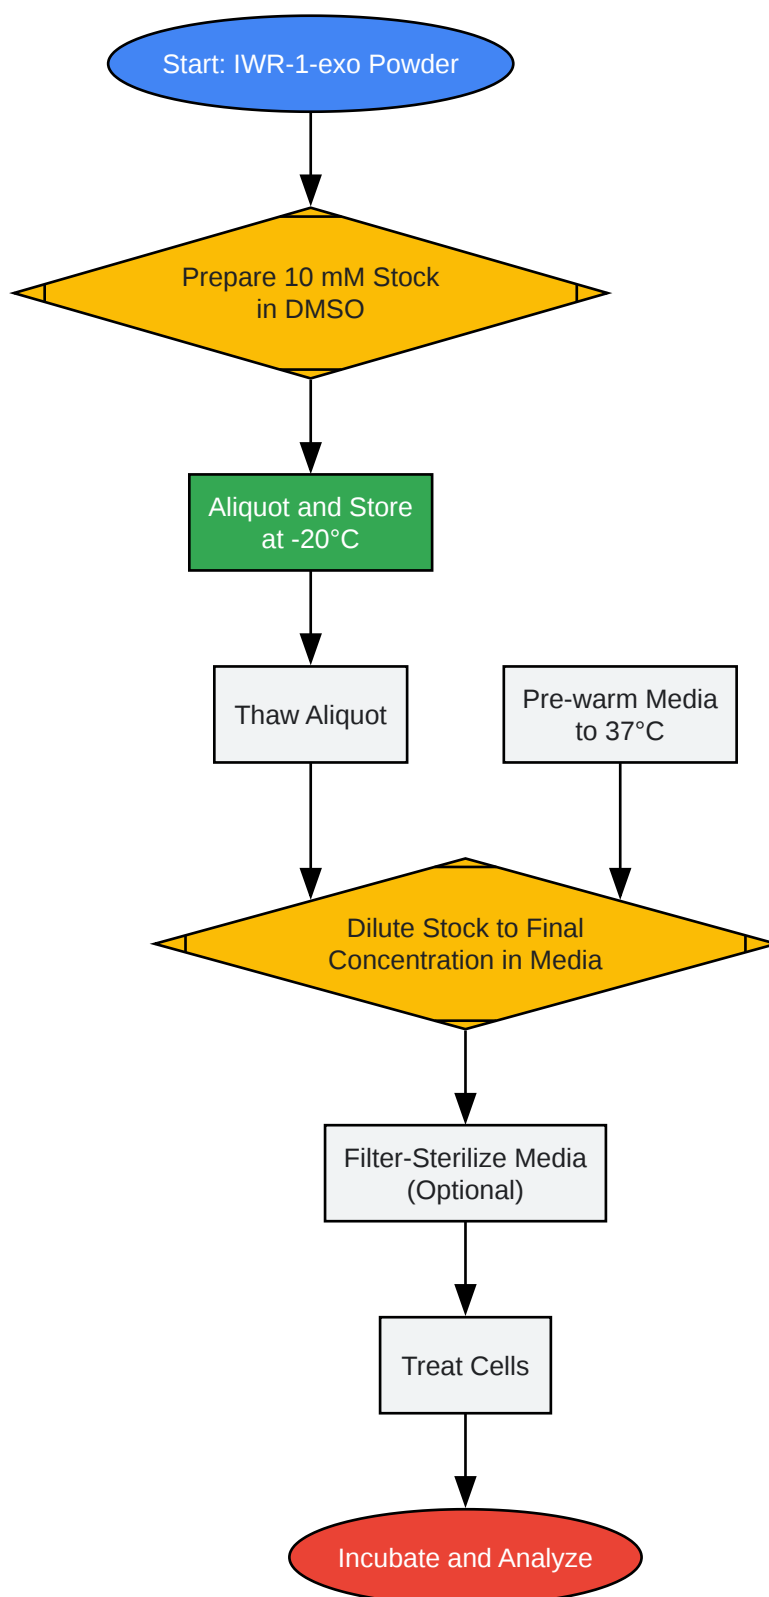 Start: IWR-1-exo Powder
Prepare 10 mM Stock
in DMSO
Aliquot and Store
at -20°C
Thaw Aliquot
Pre-warm Media
to 37°C
Dilute Stock to Final
Concentration in Media
Filter-Sterilize Media
(Optional)
Treat Cells
Incubate and Analyze